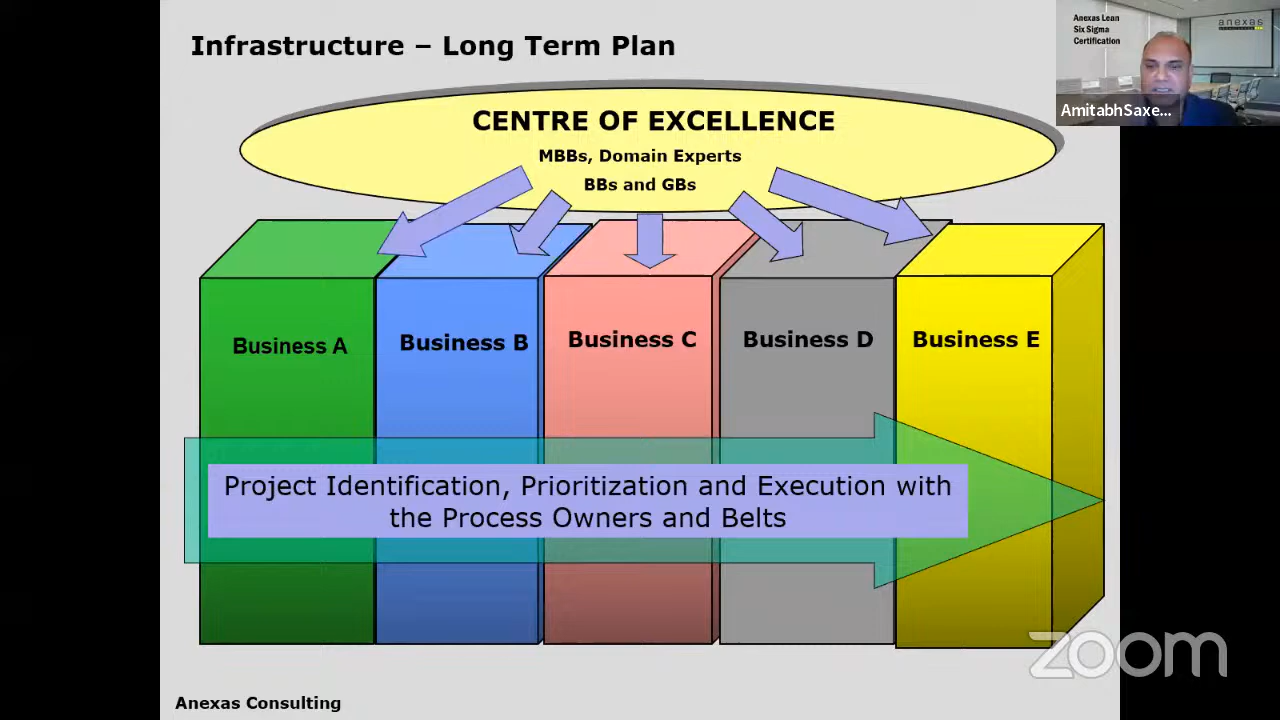 Infrastructure – Long Term Plan
Anexas Lean
Six Sigma
Certification
anexas
AmitabhSaxe...
CENTRE OF EXCELLENCE
MBBs, Domain Experts
BBs and GBs
Business A
Business B
Business C
Business D
Business E
Project Identification, Prioritization and Execution with
the Process Owners and Belts
zoom
Anexas Consulting